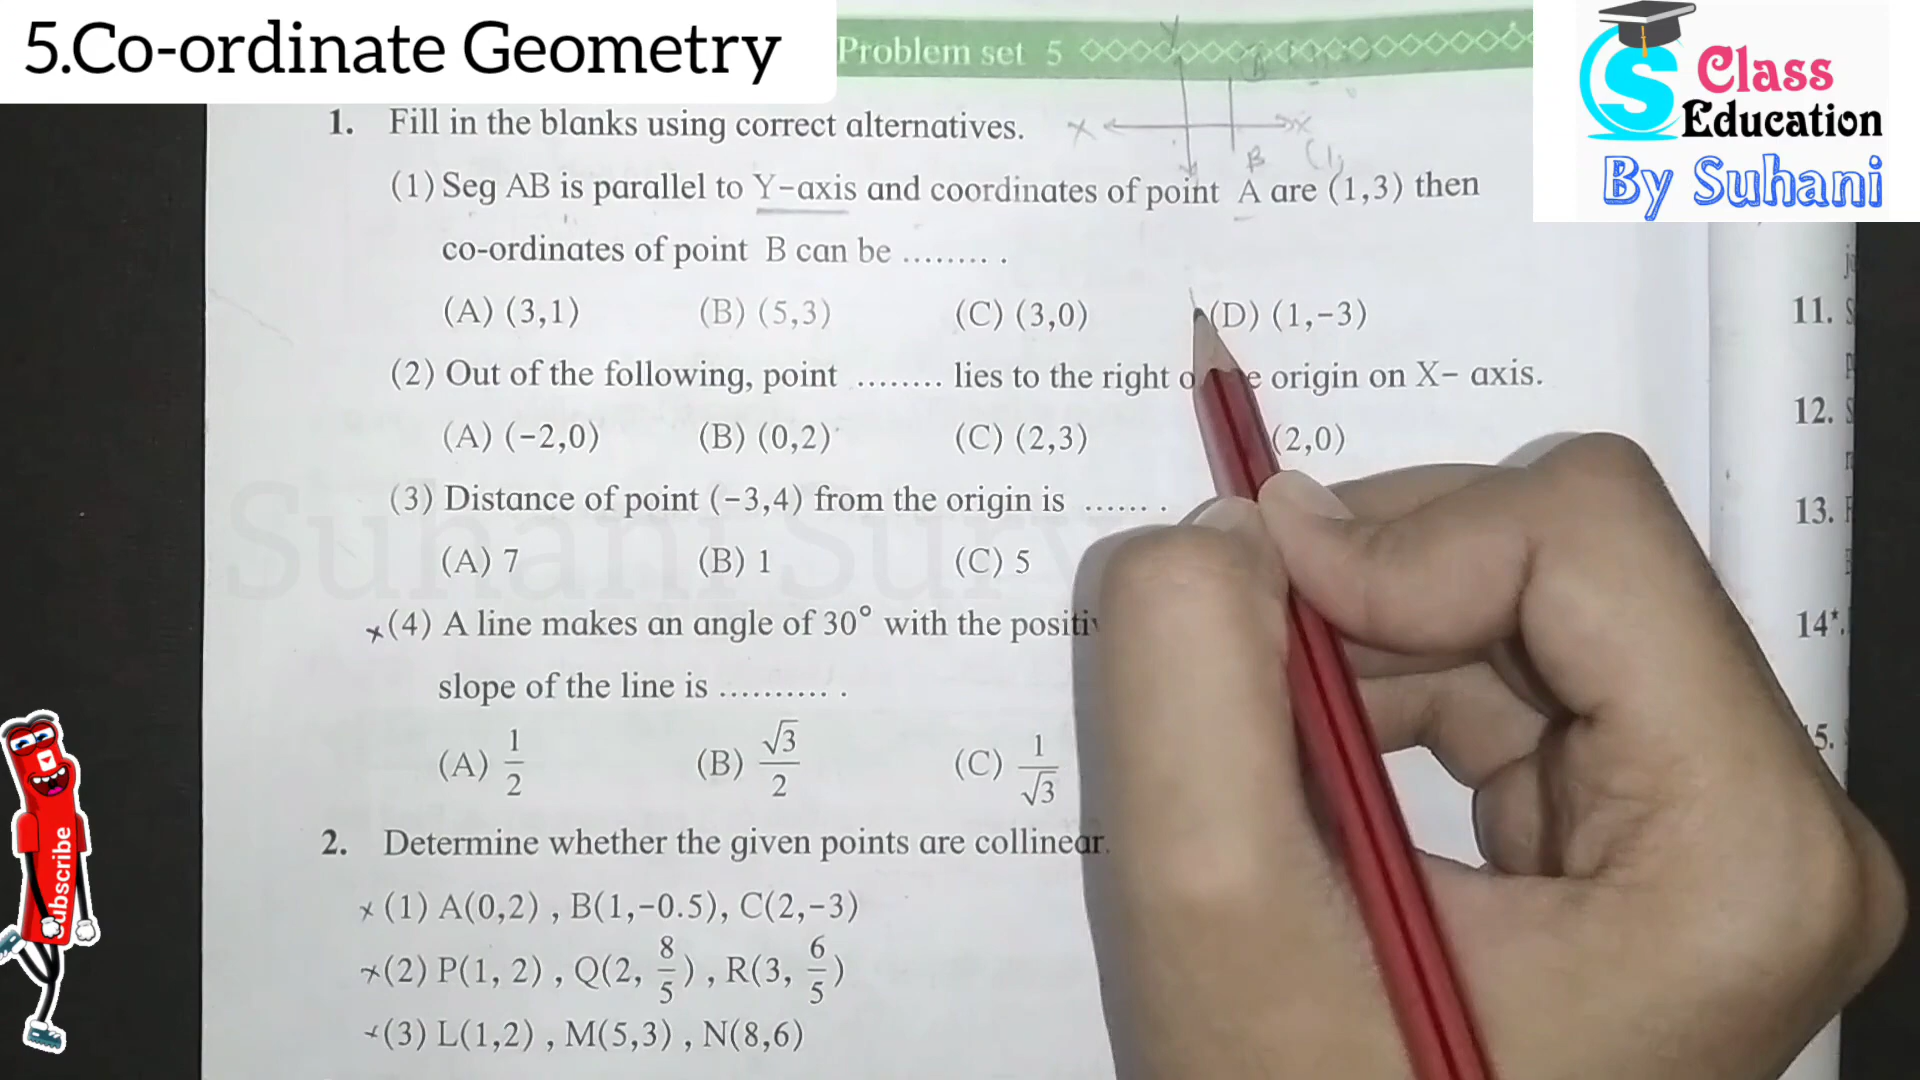 5.Co-ordinate Geometry
Problem set 5
Class
Education
By Suhani
1. Fill in the blanks using correct alternatives.
(1) Seg AB is parallel to Y-axis and coordinates of point A are (1,3) then
co-ordinates of point B can be ........ .
(A) (3,1) (B) (5,3) (C) (3,0) (D) (1,-3)
(2) Out of the following, point ........ lies to the right origin on X- axis.
(A) (-2,0) (B) (0,2) (C) (2,3) (2,0)
(3) Distance of point (-3,4) from the origin is ...... .
(A) 7 (B) 1 (C) 5
(4) A line makes an angle of 30° with the
slope of the line is .......... .
(A) 1/2 (B) √3/2 (C) 1/√3
2. Determine whether the given points are collinear.
(1) A(0,2) , B(1,-0.5), C(2,-3)
(2) P(1, 2) , Q(2, 8/5) , R(3, 6/5)
(3) L(1,2) , M(5,3) , N(8,6)
11.
12.
13.
14*.
5.
Suhani